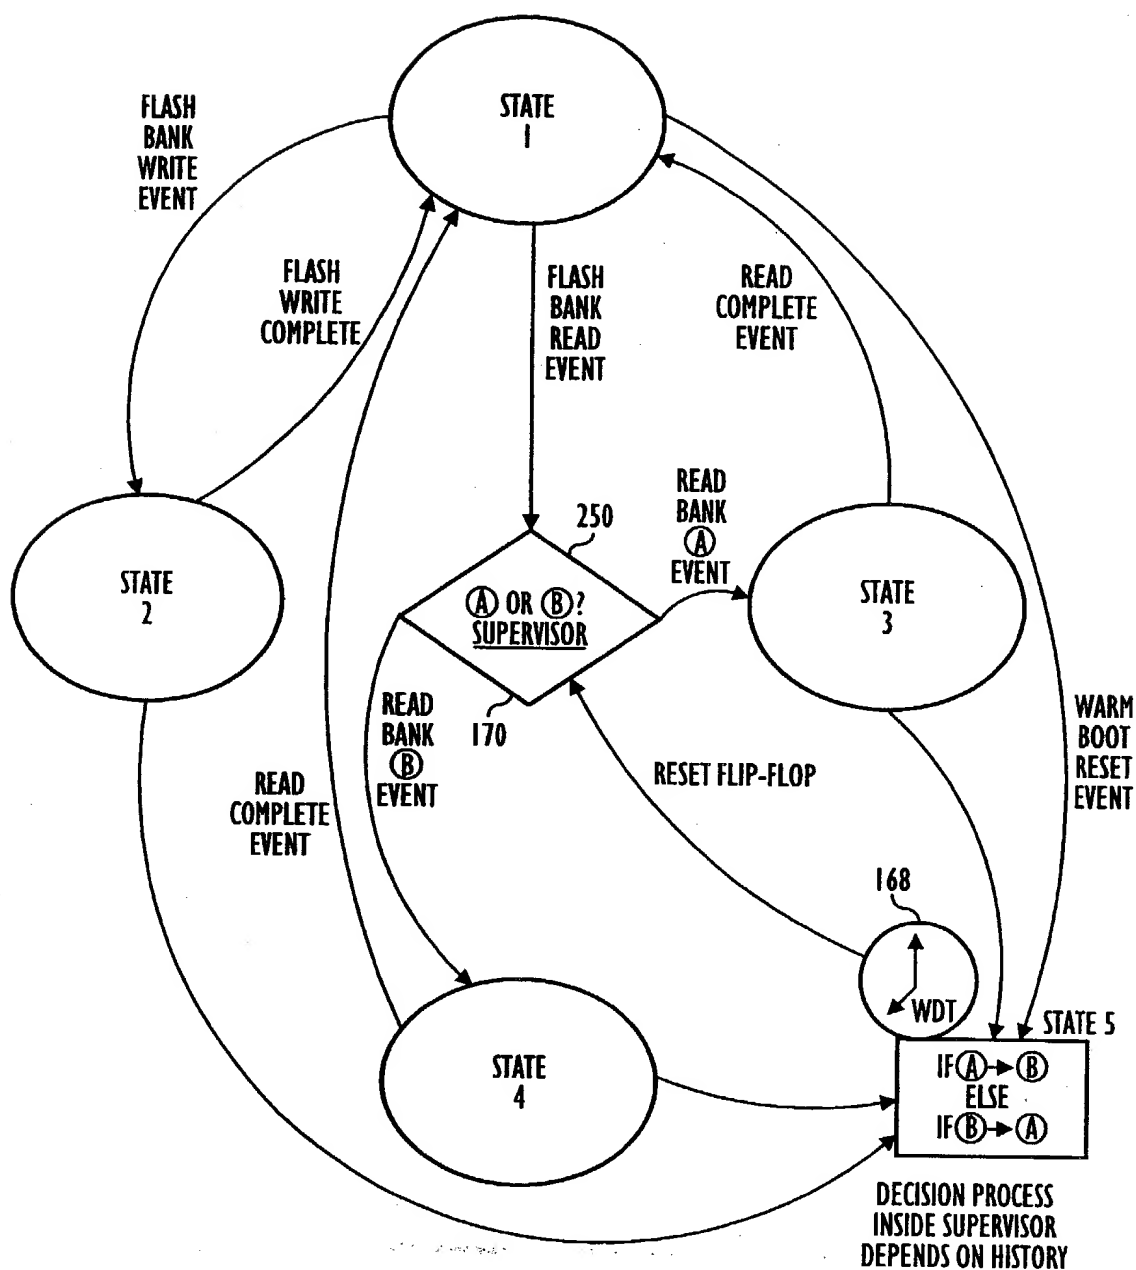 STATE
1
FLASH
BANK
WRITE
EVENT
FLASH
WRITE
COMPLETE
FLASH
BANK
READ
EVENT
READ
COMPLETE
EVENT
READ
BANK
A
EVENT
250
STATE
2
A OR B?
SUPERVISOR
STATE
3
170
READ
BANK
B
EVENT
WARM
BOOT
RESET
EVENT
RESET FLIP-FLOP
READ
COMPLETE
EVENT
168
WDT
STATE 5
STATE
4
IF A → B
ELSE
IF B → A
DECISION PROCESS
INSIDE SUPERVISOR
DEPENDS ON HISTORY